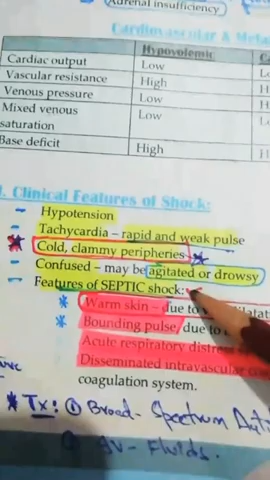 Adrenal insufficiency
Cardiovascular & Meta
Hypovolemic
Cardiac output Low
Vascular resistance High
Venous pressure Low
Mixed venous Low
saturation
Base deficit High
Clinical Features of Shock:
Hypotension
Tachycardia – rapid and weak pulse
Cold, clammy peripheries
Confused – may be agitated or drowsy
Features of SEPTIC shock:
Warm skin – due to
Bounding pulse, due to
Acute respiratory distress
Disseminated intravascular
coagulation system.
Tx: ① Broad-Spectrum
② IV-Fluids.